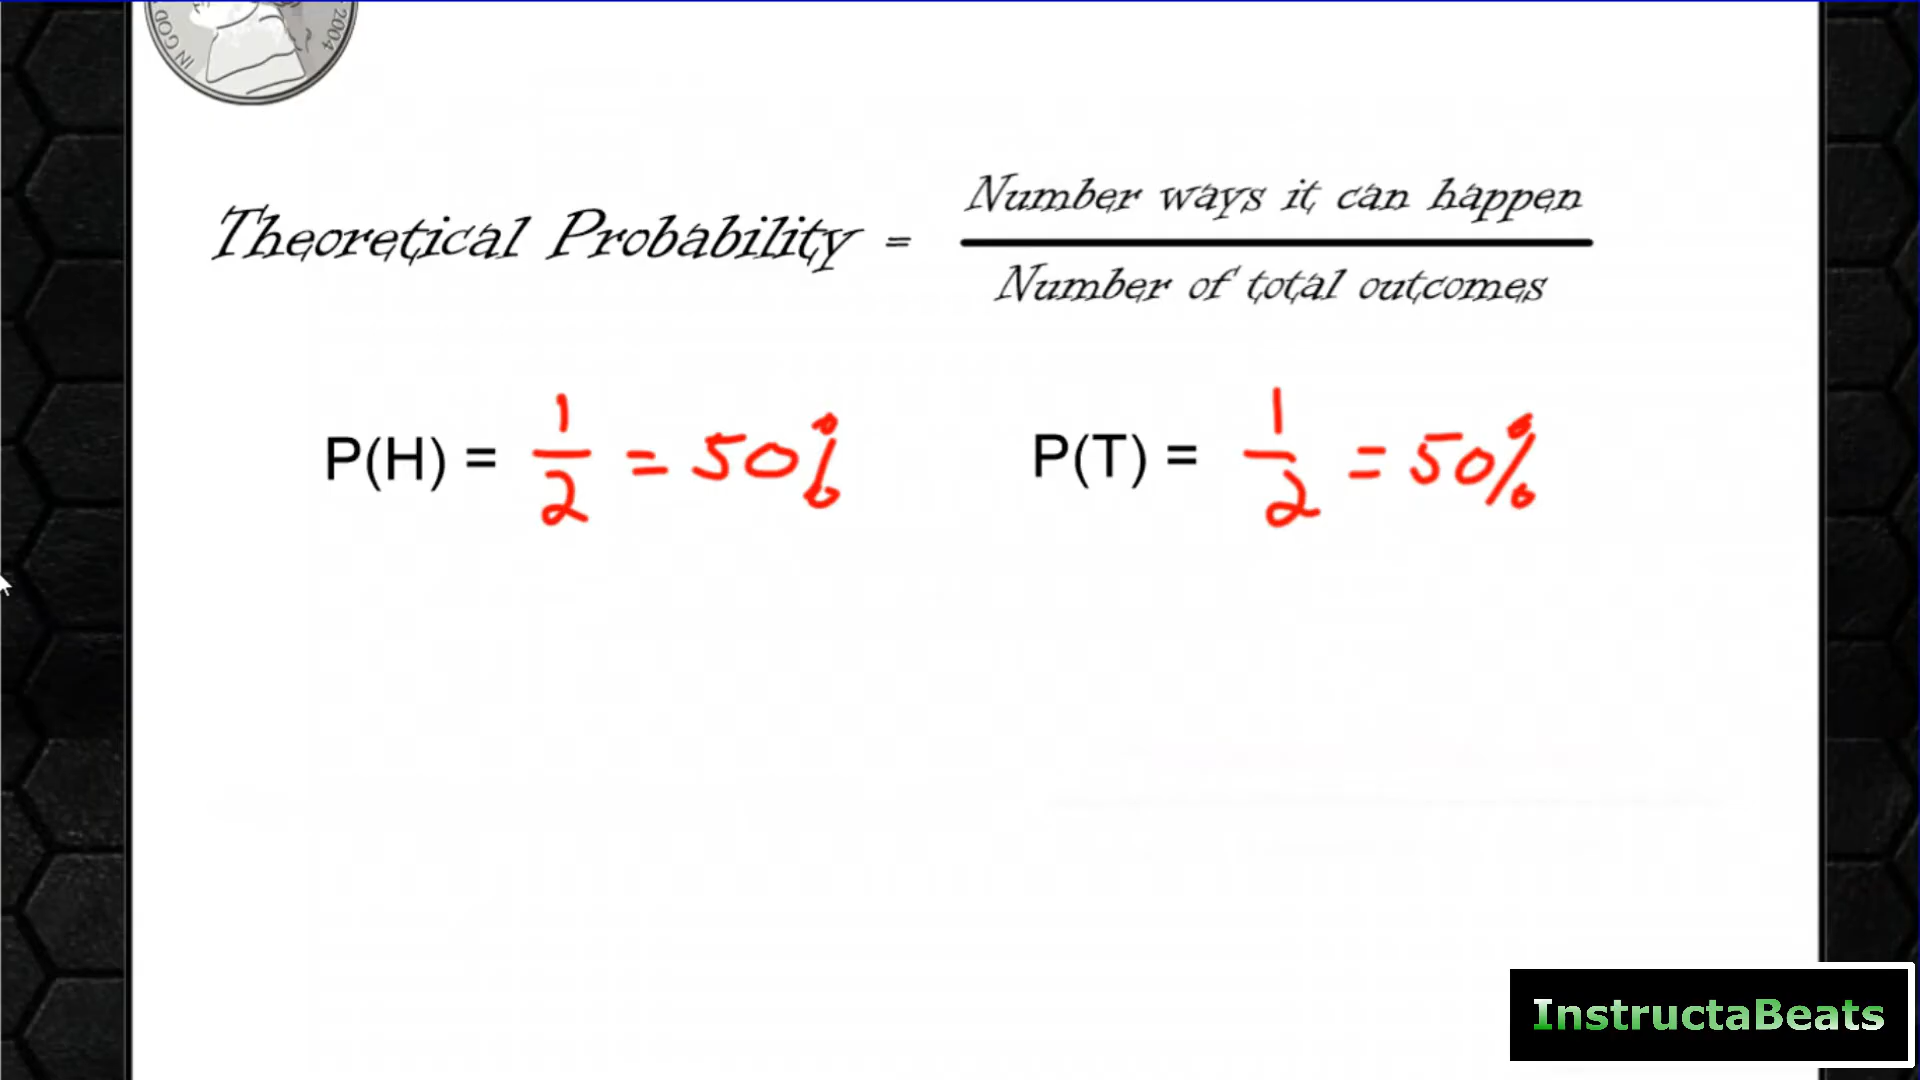 IN GOD
2004
Number ways it can happen
Theoretical Probability =
Number of total outcomes
P(H) = 1/2 = 50%
P(T) = 1/2 = 50%
InstructaBeats